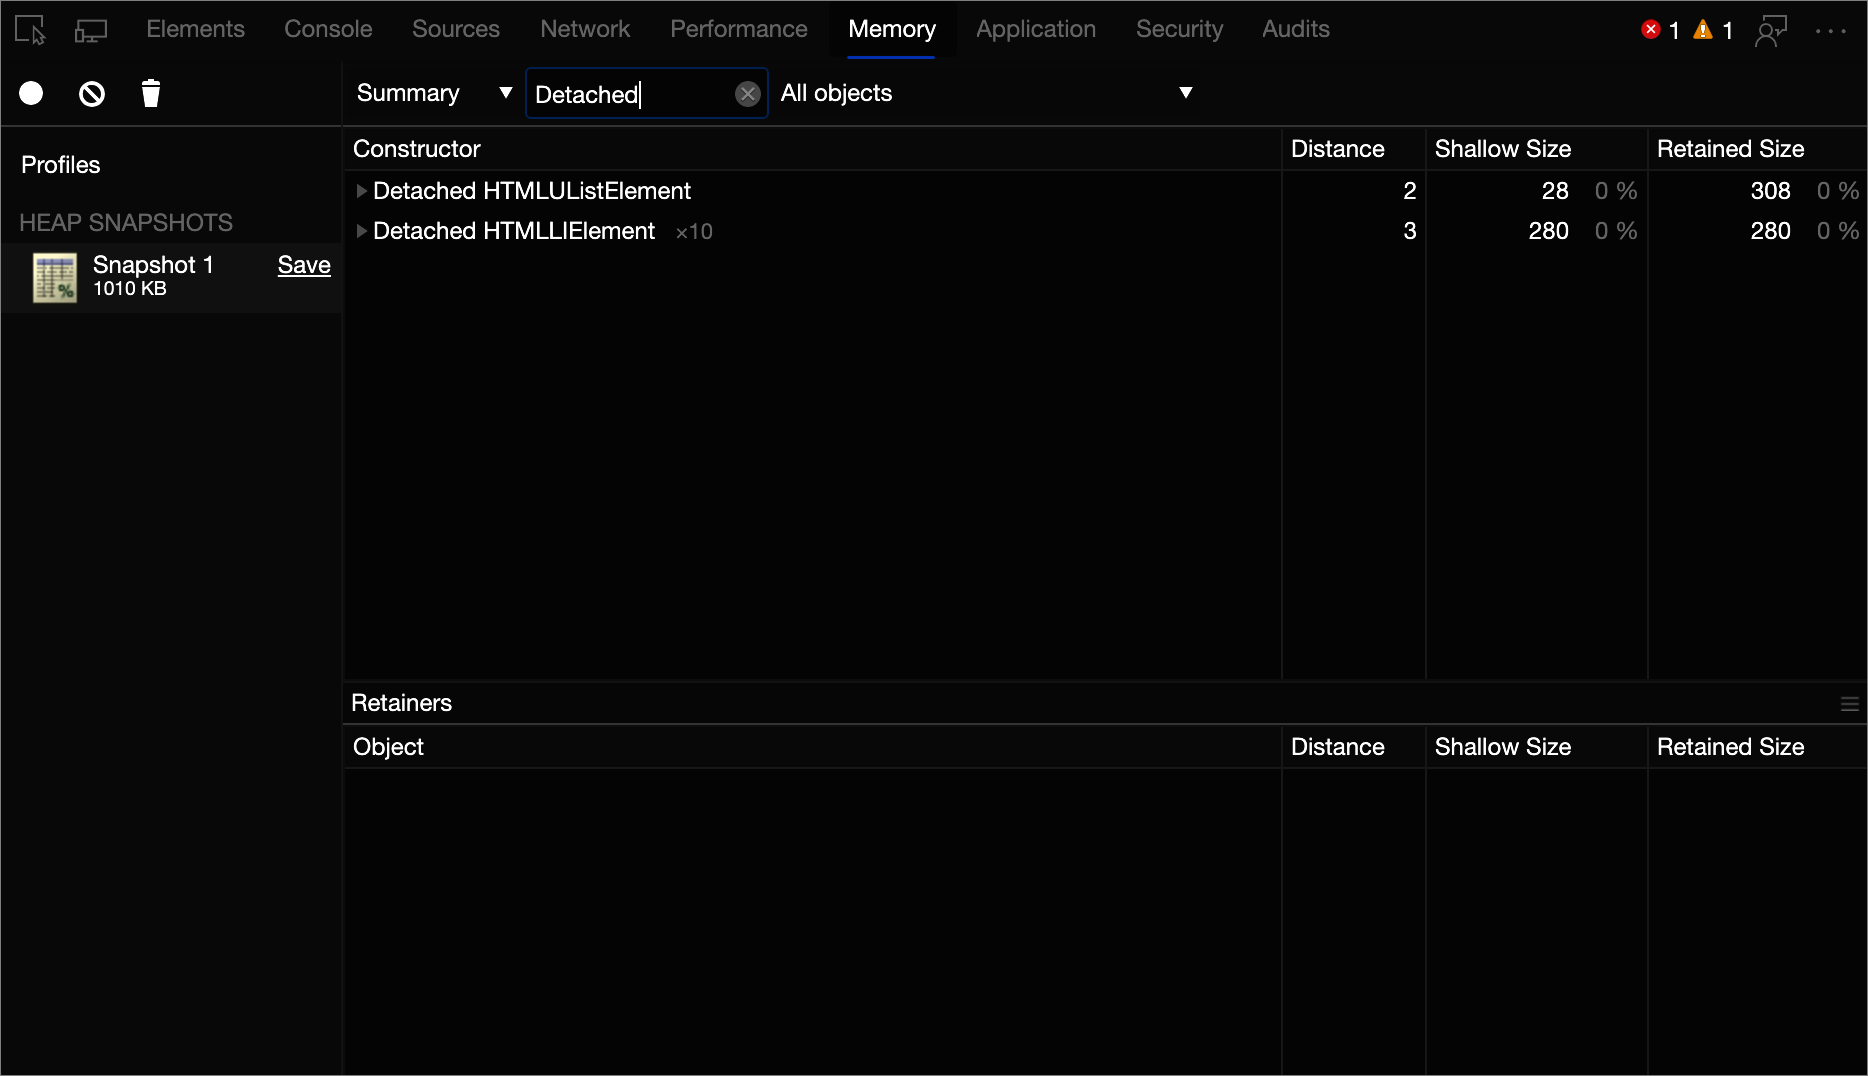 Elements Console Sources Network Performance Memory Application Security Audits 1 1
Summary Detached All objects
Profiles
HEAP SNAPSHOTS
Snapshot 1 Save
1010 KB
Constructor Distance Shallow Size Retained Size
Detached HTMLUListElement 2 28 0 % 308 0 %
Detached HTMLLIElement ×10 3 280 0 % 280 0 %
Retainers
Object Distance Shallow Size Retained Size